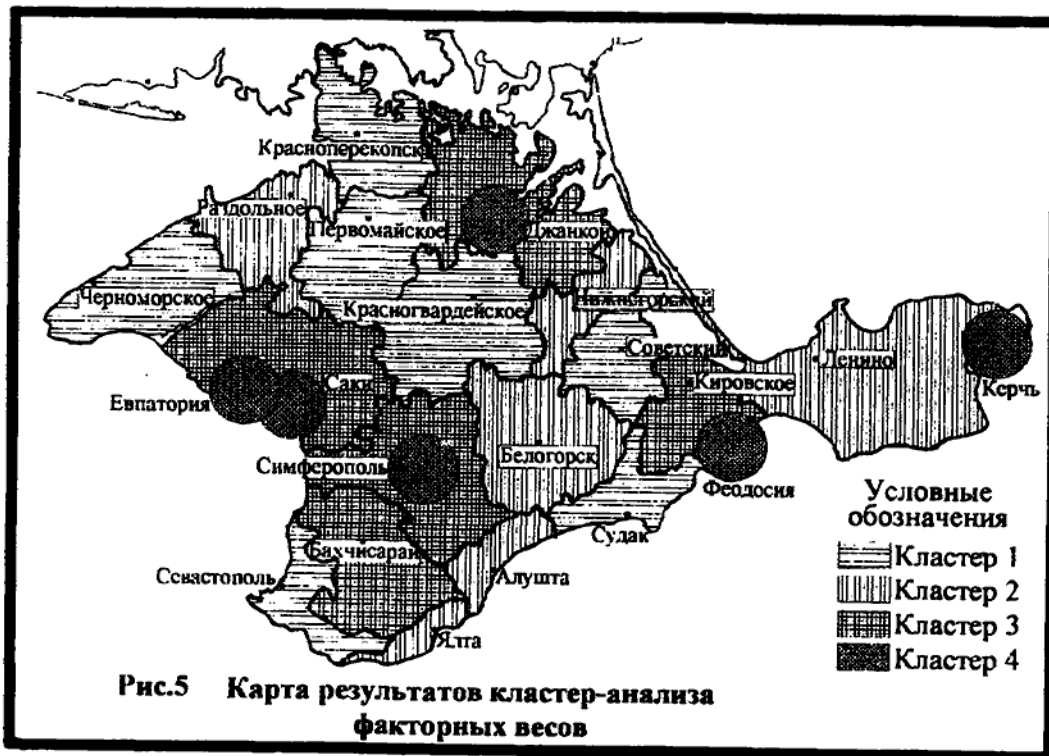 Красноперекопск
Раздольное
Первомайское
Джанкой
Черноморское
Красногвардейское
Нижнегорский
Советский
Ленино
Саки
Кировское
Евпатория
Керчь
Симферополь
Белогорск
Феодосия
Условные
обозначения
Судак
Бахчисарай
Кластер 1
Севастополь
Алушта
Кластер 2
Кластер 3
Ялта
Кластер 4
Рис.5 Карта результатов кластер-анализа
факторных весов